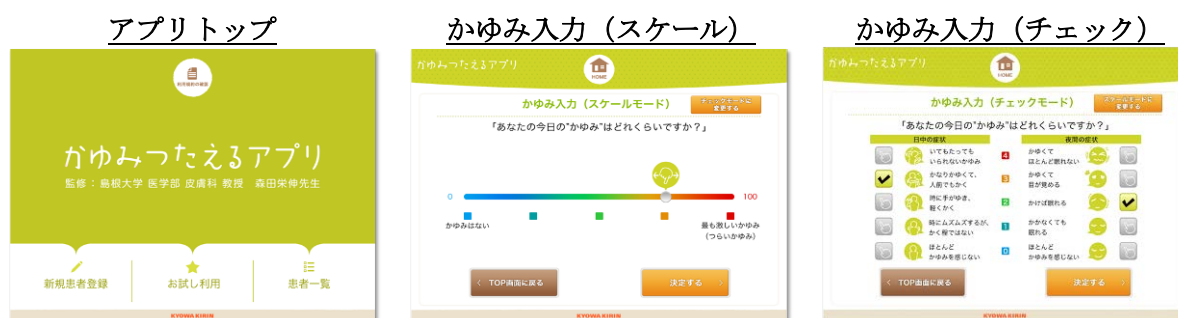 アプリトップ
利用規約の確認
かゆみつたえるアプリ
監修:島根大学 医学部 皮膚科 教授 森田栄伸先生
新規患者登録
お試し利用
患者一覧
KYOWA KIRIN
かゆみ入力(スケール)
かゆみつたえるアプリ
HOME
かゆみ入力(スケールモード)
チェックモードに
変更する
「あなたの今日の"かゆみ"はどれくらいですか?」
0
100
かゆみはない
最も激しいかゆみ
(つらいかゆみ)
TOP画面に戻る
決定する
KYOWA KIRIN
かゆみ入力(チェック)
かゆみつたえるアプリ
HOME
かゆみ入力(チェックモード)
スケールモードに
変更する
「あなたの今日の"かゆみ"はどれくらいですか?」
日中の症状
夜間の症状
いてもたっても
いられないかゆみ
4
かゆくて
ほとんど眠れない
かなりかゆくて、
人前でもかく
3
かゆくて
目が覚める
時に手がゆき、
軽くかく
2
かけば眠れる
時にムズムズするが、
かく程ではない
1
かかなくても
眠れる
ほとんど
かゆみを感じない
0
ほとんど
かゆみを感じない
TOP画面に戻る
決定する
KYOWA KIRIN